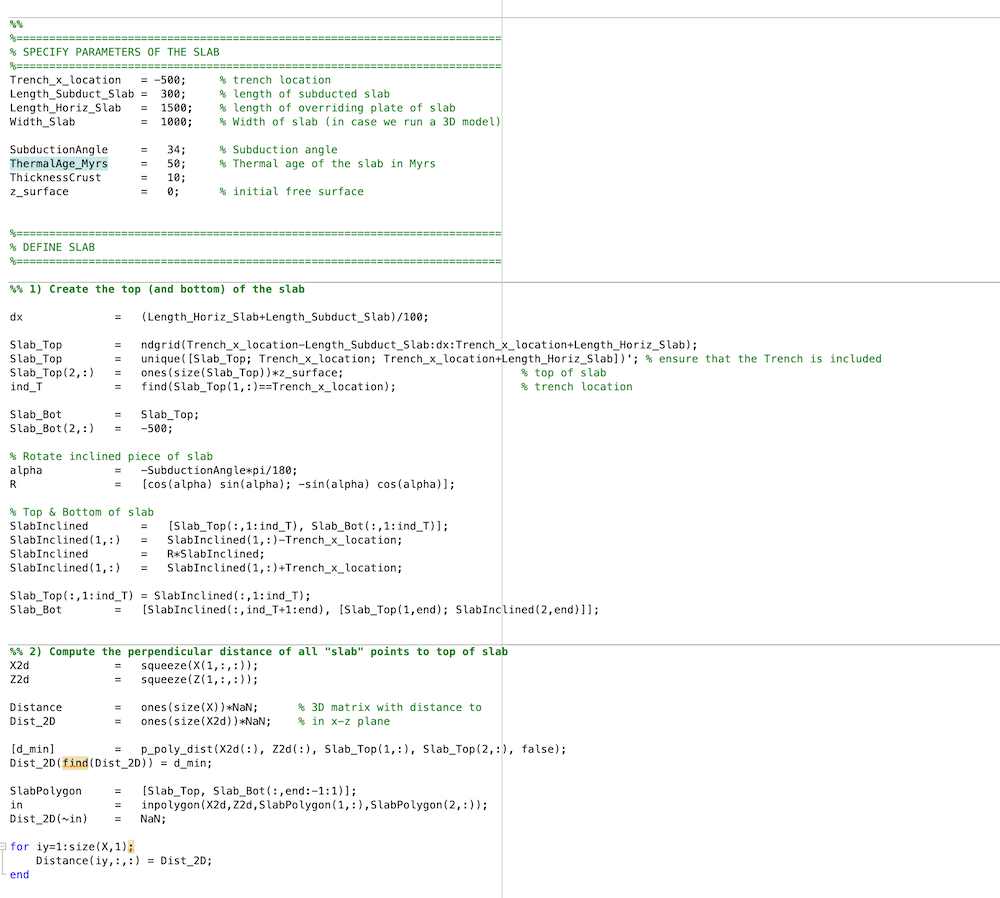 %%
%==========================================================================
% SPECIFY PARAMETERS OF THE SLAB
%==========================================================================
Trench_x_location   = -500;     % trench location
Length_Subduct_Slab =  300;     % length of subducted slab
Length_Horiz_Slab   =  1500;    % length of overriding plate of slab
Width_Slab          =  1000;    % Width of slab (in case we run a 3D model)
SubductionAngle     =   34;     % Subduction angle
ThermalAge_Myrs     =   50;     % Thermal age of the slab in Myrs
ThicknessCrust      =   10;
z_surface           =   0;      % initial free surface
%==========================================================================
% DEFINE SLAB
%==========================================================================
%% 1) Create the top (and bottom) of the slab
dx              =   (Length_Horiz_Slab+Length_Subduct_Slab)/100;
Slab_Top        =   ndgrid(Trench_x_location-Length_Subduct_Slab:dx:Trench_x_location+Length_Horiz_Slab);
Slab_Top        =   unique([Slab_Top; Trench_x_location; Trench_x_location+Length_Horiz_Slab])'; % ensure that the Trench is included
Slab_Top(2,:)   =   ones(size(Slab_Top))*z_surface;                           % top of slab
ind_T           =   find(Slab_Top(1,:)==Trench_x_location);                   % trench location
Slab_Bot        =   Slab_Top;
Slab_Bot(2,:)   =   -500;
% Rotate inclined piece of slab
alpha           =   -SubductionAngle*pi/180;
R               =   [cos(alpha) sin(alpha); -sin(alpha) cos(alpha)];
% Top & Bottom of slab
SlabInclined        =   [Slab_Top(:,1:ind_T), Slab_Bot(:,1:ind_T)];
SlabInclined(1,:)   =   SlabInclined(1,:)-Trench_x_location;
SlabInclined        =   R*SlabInclined;
SlabInclined(1,:)   =   SlabInclined(1,:)+Trench_x_location;
Slab_Top(:,1:ind_T) = SlabInclined(:,1:ind_T);
Slab_Bot        =   [SlabInclined(:,ind_T+1:end), [Slab_Top(1,end); SlabInclined(2,end)]];
%% 2) Compute the perpendicular distance of all "slab" points to top of slab
X2d             =   squeeze(X(1,:,:));
Z2d             =   squeeze(Z(1,:,:));
Distance        =   ones(size(X))*NaN;      % 3D matrix with distance to
Dist_2D         =   ones(size(X2d))*NaN;    % in x-z plane
[d_min]         =   p_poly_dist(X2d(:), Z2d(:), Slab_Top(1,:), Slab_Top(2,:), false);
Dist_2D(find(Dist_2D)) = d_min;
SlabPolygon     =   [Slab_Top, Slab_Bot(:,end:-1:1)];
in              =   inpolygon(X2d,Z2d,SlabPolygon(1,:),SlabPolygon(2,:));
Dist_2D(~in)    =   NaN;
for iy=1:size(X,1);
    Distance(iy,:,:) = Dist_2D;
end